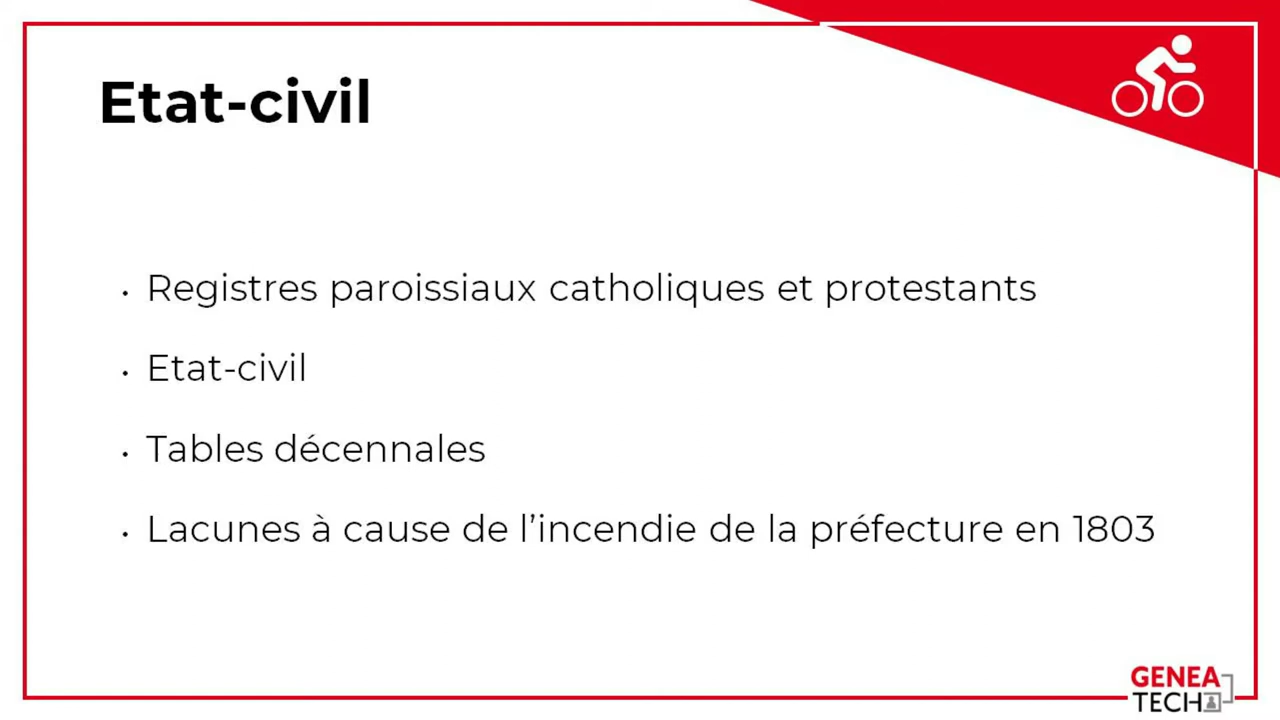 Etat-civil
• Registres paroissiaux catholiques et protestants
• Etat-civil
• Tables décennales
• Lacunes à cause de l’incendie de la préfecture en 1803
GENEA
TECH